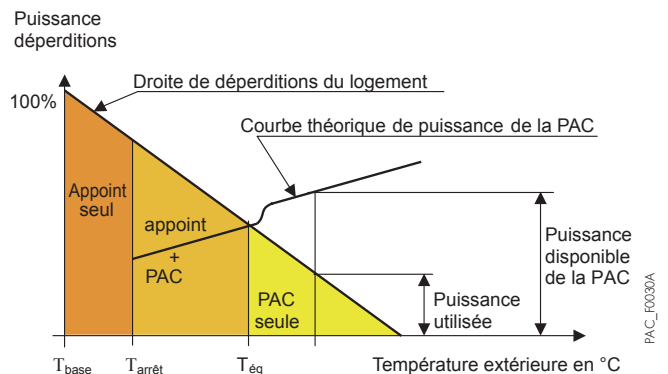 Puissance
déperditions
Droite de déperditions du logement
100%
Courbe théorique de puissance de la PAC
Appoint
seul
appoint
+
PAC
PAC
seule
Puissance
utilisée
Puissance
disponible
de la PAC
PAC_F0030A
Tbase
Tarrêt
Téq
Température extérieure en °C